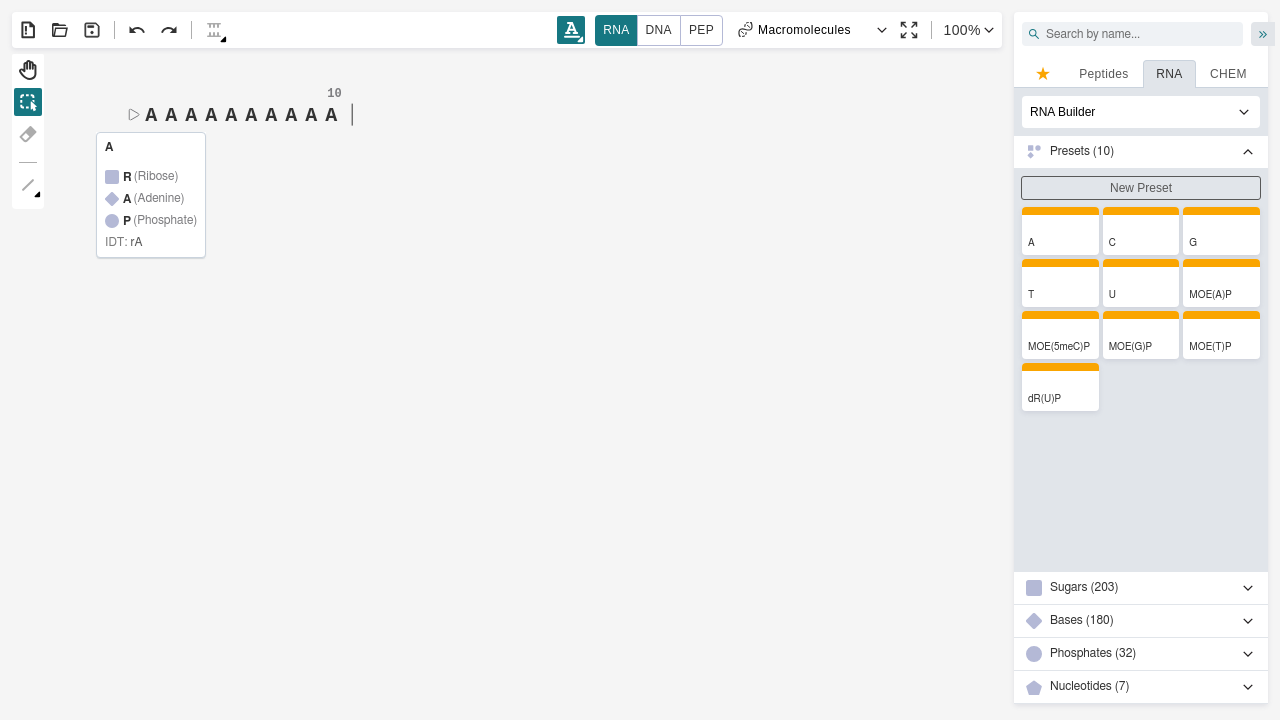 A RNA DNA PEP Macromolecules 100%
Search by name...
Peptides RNA CHEM
RNA Builder
Presets (10)
New Preset
A C G
T U MOE(A)P
MOE(5meC)P MOE(G)P MOE(T)P
dR(U)P
Sugars (203)
Bases (180)
Phosphates (32)
Nucleotides (7)
10
A A A A A A A A A A
A
R (Ribose)
A (Adenine)
P (Phosphate)
IDT: rA